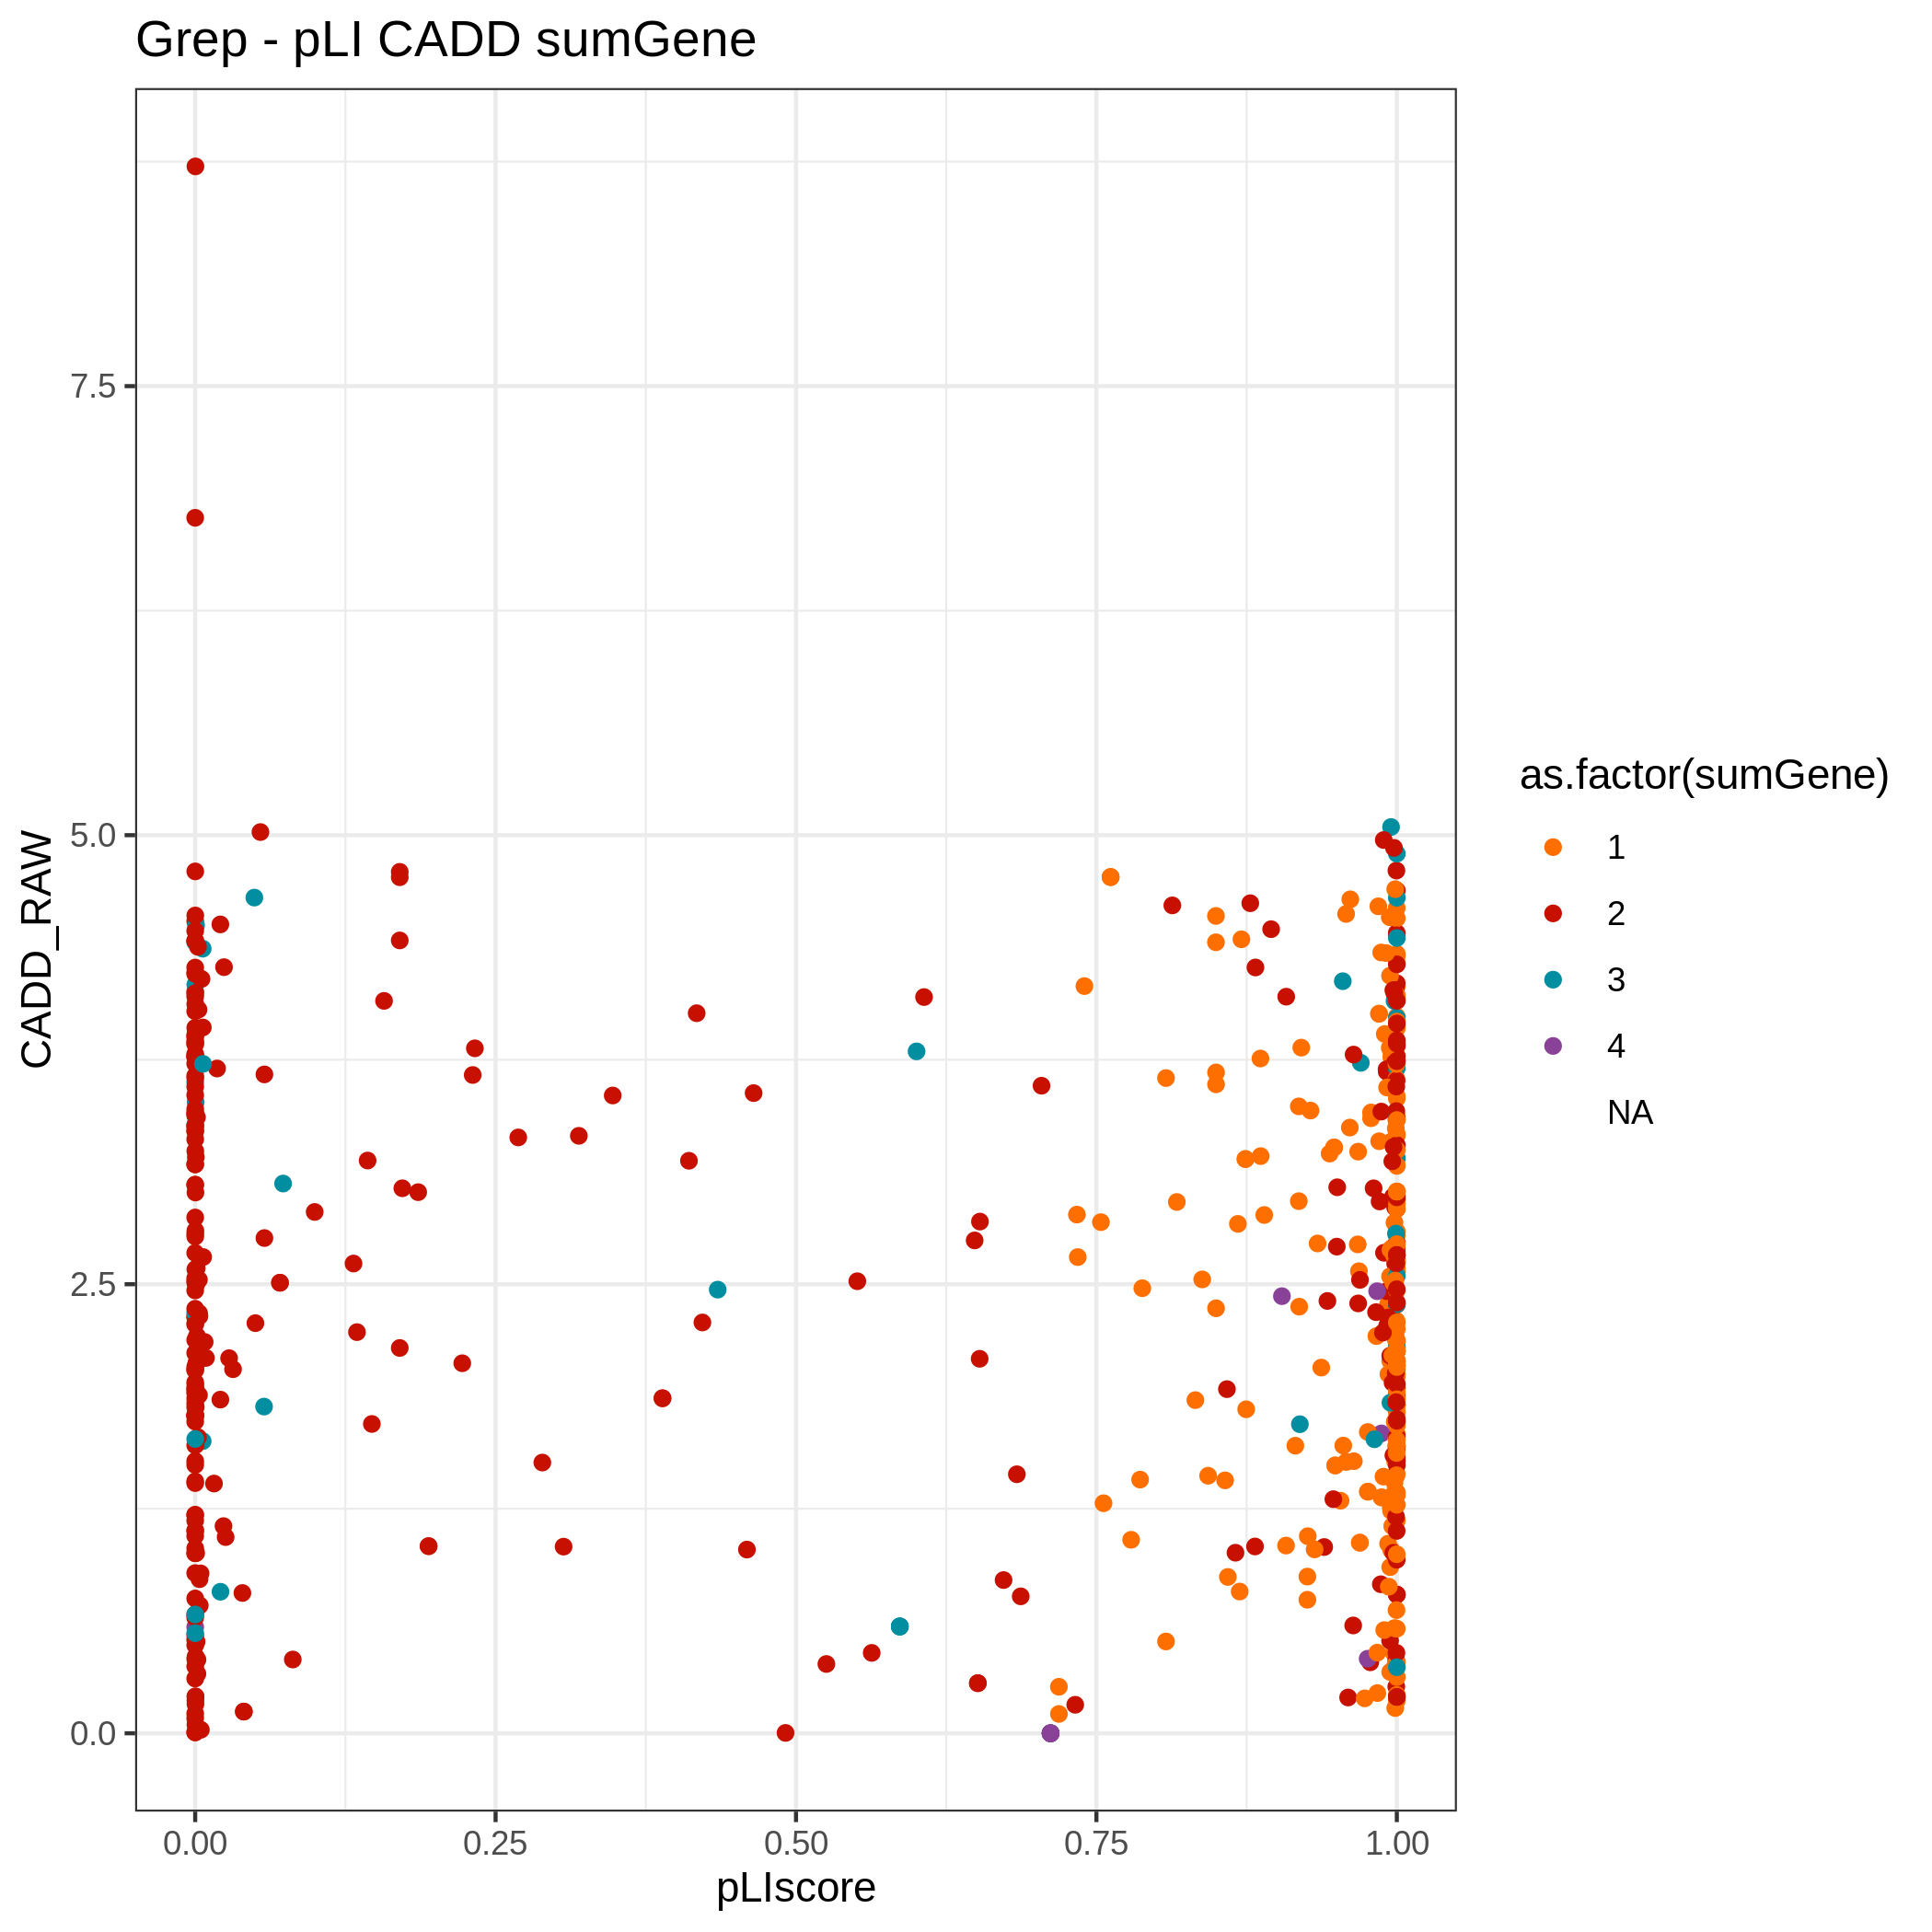 Grep - pLI CADD sumGene
CADD_RAW
7.5
5.0
2.5
0.0
0.00
0.25
0.50
0.75
1.00
pLIscore
as.factor(sumGene)
1
2
3
4
NA